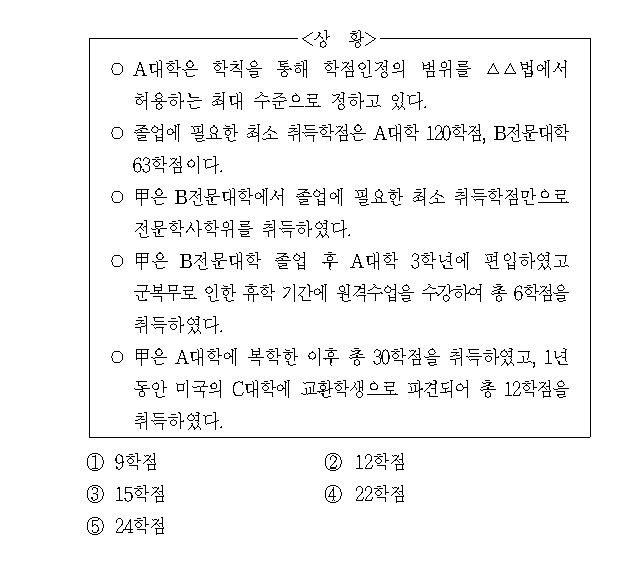 <상 황>
○ A대학은 학칙을 통해 학점인정의 범위를 △△법에서
허용하는 최대 수준으로 정하고 있다.
○ 졸업에 필요한 최소 취득학점은 A대학 120학점, B전문대학
63학점이다.
○ 甲은 B전문대학에서 졸업에 필요한 최소 취득학점만으로
전문학사학위를 취득하였다.
○ 甲은 B전문대학 졸업 후 A대학 3학년에 편입하였고
군복무로 인한 휴학 기간에 원격수업을 수강하여 총 6학점을
취득하였다.
○ 甲은 A대학에 복학한 이후 총 30학점을 취득하였고, 1년
동안 미국의 C대학에 교환학생으로 파견되어 총 12학점을
취득하였다.
① 9학점 ② 12학점
③ 15학점 ④ 22학점
⑤ 24학점